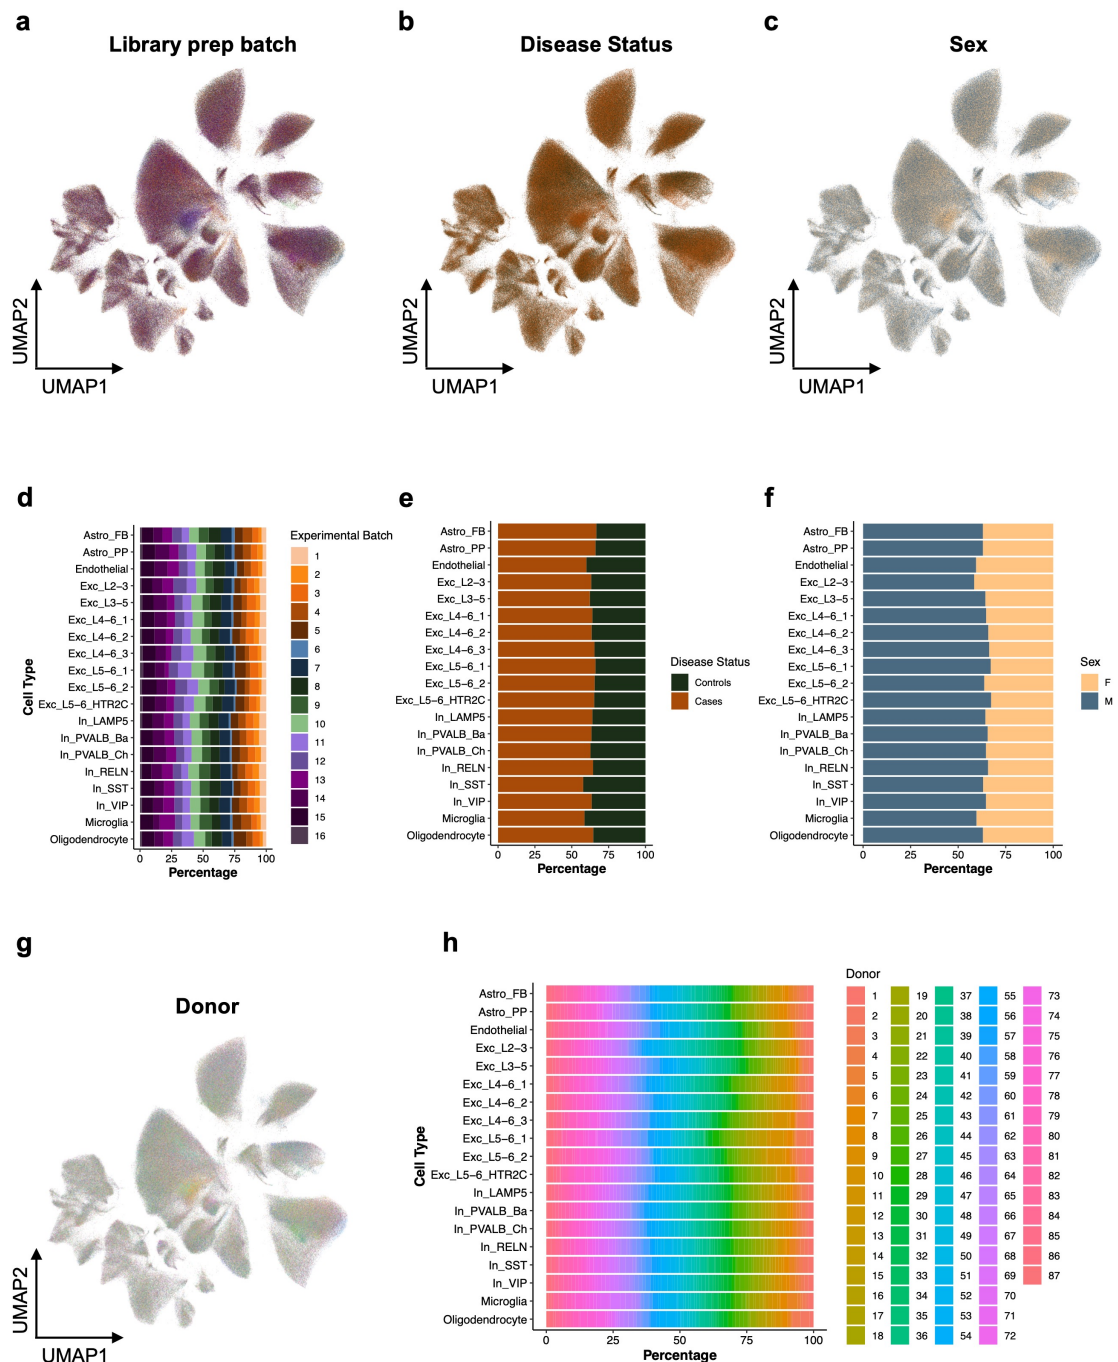 a
Library prep batch
UMAP2
UMAP1
b
Disease Status
UMAP2
UMAP1
c
Sex
UMAP2
UMAP1
d
Cell Type
Astro_FB
Astro_PP
Endothelial
Exc_L2−3
Exc_L3−5
Exc_L4−6_1
Exc_L4−6_2
Exc_L4−6_3
Exc_L5−6_1
Exc_L5−6_2
Exc_L5−6_HTR2C
In_LAMP5
In_PVALB_Ba
In_PVALB_Ch
In_RELN
In_SST
In_VIP
Microglia
Oligodendrocyte
0 25 50 75 100
Percentage
Experimental Batch
1
2
3
4
5
6
7
8
9
10
11
12
13
14
15
16
e
Astro_FB
Astro_PP
Endothelial
Exc_L2−3
Exc_L3−5
Exc_L4−6_1
Exc_L4−6_2
Exc_L4−6_3
Exc_L5−6_1
Exc_L5−6_2
Exc_L5−6_HTR2C
In_LAMP5
In_PVALB_Ba
In_PVALB_Ch
In_RELN
In_SST
In_VIP
Microglia
Oligodendrocyte
0 25 50 75 100
Percentage
Disease Status
Controls
Cases
f
Astro_FB
Astro_PP
Endothelial
Exc_L2−3
Exc_L3−5
Exc_L4−6_1
Exc_L4−6_2
Exc_L4−6_3
Exc_L5−6_1
Exc_L5−6_2
Exc_L5−6_HTR2C
In_LAMP5
In_PVALB_Ba
In_PVALB_Ch
In_RELN
In_SST
In_VIP
Microglia
Oligodendrocyte
0 25 50 75 100
Percentage
Sex
F
M
g
Donor
UMAP2
UMAP1
h
Cell Type
Astro_FB
Astro_PP
Endothelial
Exc_L2−3
Exc_L3−5
Exc_L4−6_1
Exc_L4−6_2
Exc_L4−6_3
Exc_L5−6_1
Exc_L5−6_2
Exc_L5−6_HTR2C
In_LAMP5
In_PVALB_Ba
In_PVALB_Ch
In_RELN
In_SST
In_VIP
Microglia
Oligodendrocyte
0 25 50 75 100
Percentage
Donor
1 19 37 55 73
2 20 38 56 74
3 21 39 57 75
4 22 40 58 76
5 23 41 59 77
6 24 42 60 78
7 25 43 61 79
8 26 44 62 80
9 27 45 63 81
10 28 46 64 82
11 29 47 65 83
12 30 48 66 84
13 31 49 67 85
14 32 50 68 86
15 33 51 69 87
16 34 52 70
17 35 53 71
18 36 54 72